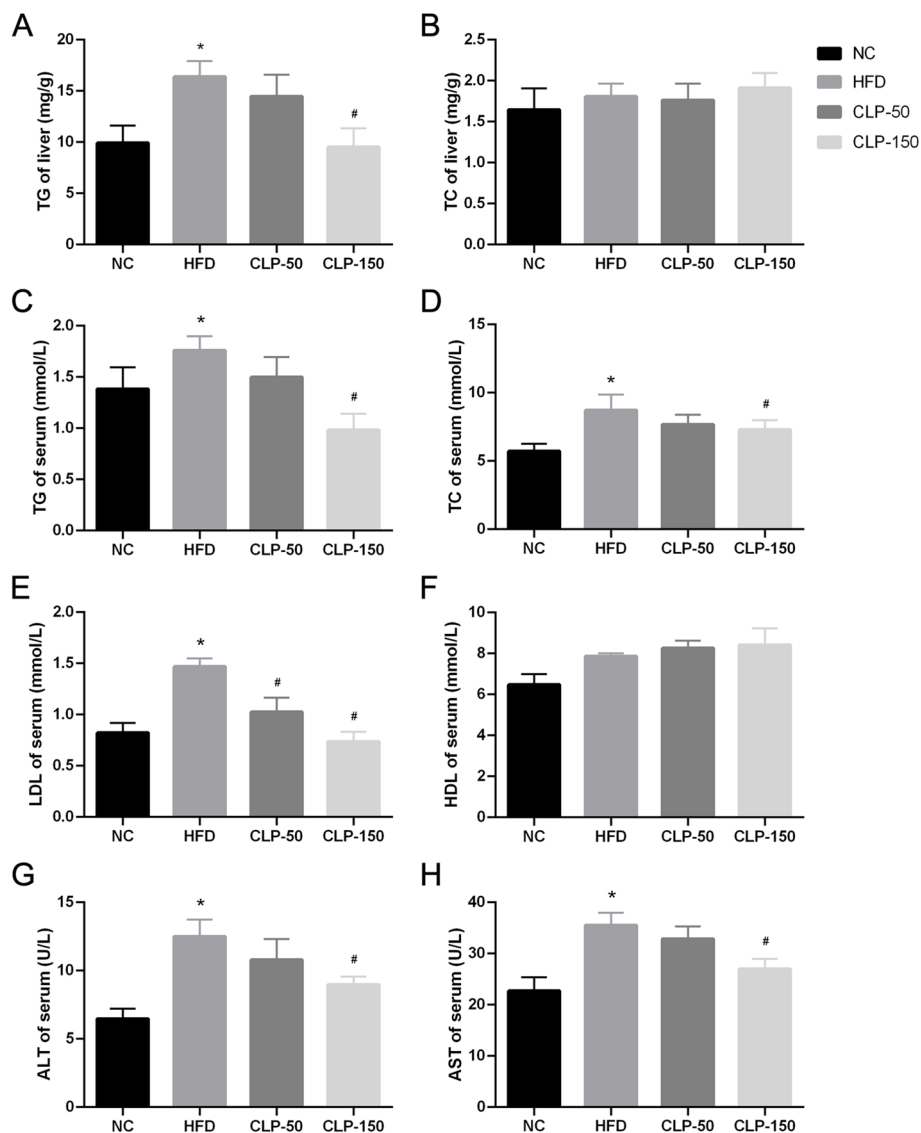 A
TG of liver (mg/g)
20
15
10
5
0
*
#
NC
HFD
CLP-50
CLP-150
B
TC of liver (mg/g)
2.5
2.0
1.5
1.0
0.5
0.0
NC
HFD
CLP-50
CLP-150
NC
HFD
CLP-50
CLP-150
C
TG of serum (mmol/L)
2.0
1.5
1.0
0.5
0.0
*
#
NC
HFD
CLP-50
CLP-150
D
TC of serum (mmol/L)
15
10
5
0
*
#
NC
HFD
CLP-50
CLP-150
E
LDL of serum (mmol/L)
2.0
1.5
1.0
0.5
0.0
*
#
#
NC
HFD
CLP-50
CLP-150
F
HDL of serum (mmol/L)
10
8
6
4
2
0
NC
HFD
CLP-50
CLP-150
G
ALT of serum (U/L)
15
10
5
0
*
#
NC
HFD
CLP-50
CLP-150
H
AST of serum (U/L)
40
30
20
10
0
*
#
NC
HFD
CLP-50
CLP-150